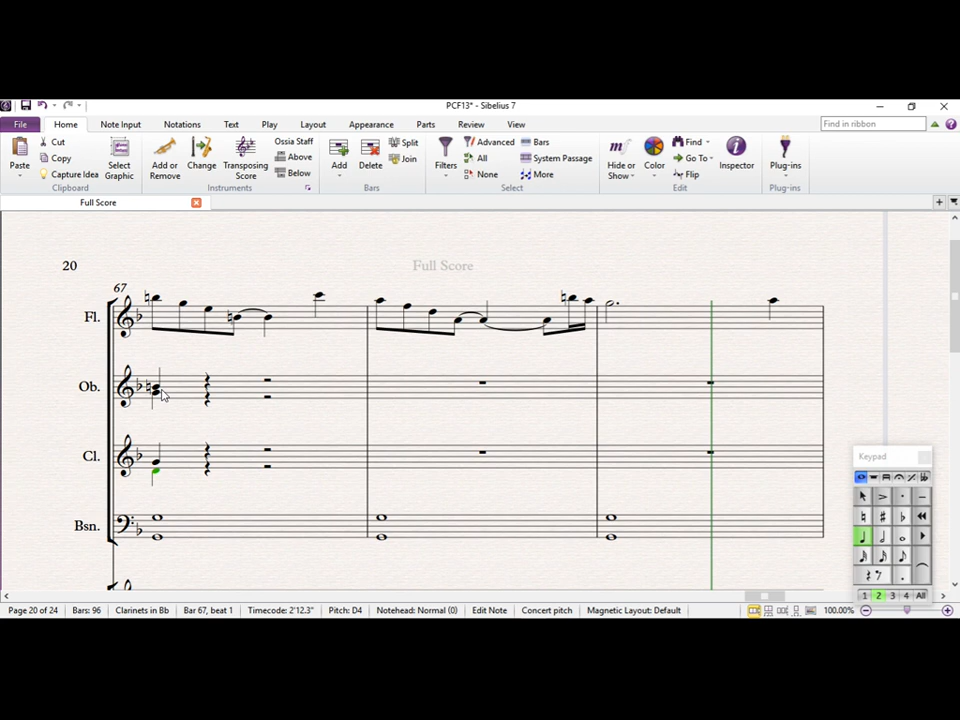 PCF13* - Sibelius 7
File Home Note Input Notations Text Play Layout Appearance Parts Review View Find in ribbon
Paste Cut Copy Capture Idea Select Graphic Clipboard
Add or Remove Change Transposing Score Ossia Staff Above Below Instruments
Add Delete Split Join Bars
Filters Advanced All None Bars System Passage More Select
Hide or Show Color Find Go To Flip Inspector Edit
Plug-ins Plug-ins
Full Score
20 Full Score
67
Fl.
Ob.
Cl.
Keypad
1 2 3 4 All
Bsn.
Page 20 of 24 Bars: 96 Clarinets in Bb Bar 67, beat 1 Timecode: 2'12.3" Pitch: D4 Notehead: Normal (0) Edit Note Concert pitch Magnetic Layout: Default 100.00%